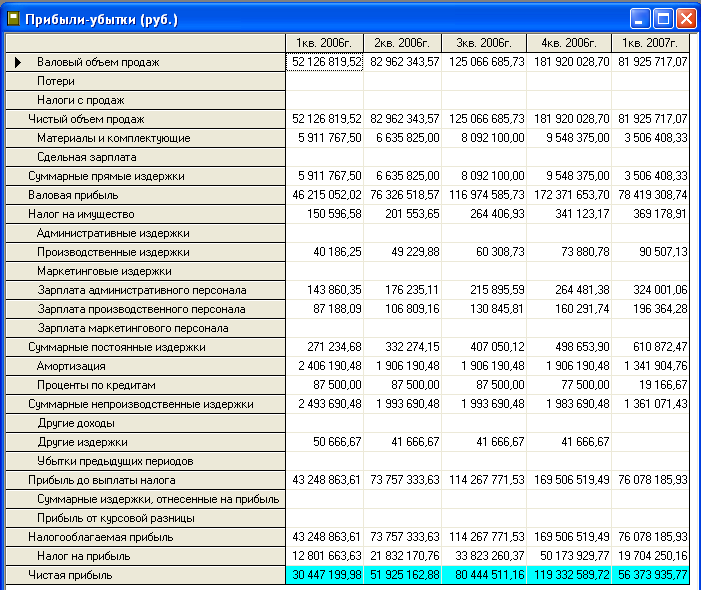 Прибыли-убытки (руб.)
1кв. 2006г. 2кв. 2006г. 3кв. 2006г. 4кв. 2006г. 1кв. 2007г.
Валовый объем продаж 52 126 819,52 82 962 343,57 125 066 685,73 181 920 028,70 81 925 717,07
Потери
Налоги с продаж
Чистый объем продаж 52 126 819,52 82 962 343,57 125 066 685,73 181 920 028,70 81 925 717,07
Материалы и комплектующие 5 911 767,50 6 635 825,00 8 092 100,00 9 548 375,00 3 506 408,33
Сдельная зарплата
Суммарные прямые издержки 5 911 767,50 6 635 825,00 8 092 100,00 9 548 375,00 3 506 408,33
Валовая прибыль 46 215 052,02 76 326 518,57 116 974 585,73 172 371 653,70 78 419 308,74
Налог на имущество 150 596,58 201 553,65 264 406,93 341 123,17 369 178,91
Административные издержки
Производственные издержки 40 186,25 49 229,88 60 308,73 73 880,78 90 507,13
Маркетинговые издержки
Зарплата административного персонала 143 860,35 176 235,11 215 895,59 264 481,38 324 001,06
Зарплата производственного персонала 87 188,09 106 809,16 130 845,81 160 291,74 196 364,28
Зарплата маркетингового персонала
Суммарные постоянные издержки 271 234,68 332 274,15 407 050,12 498 653,90 610 872,47
Амортизация 2 406 190,48 1 906 190,48 1 906 190,48 1 906 190,48 1 341 904,76
Проценты по кредитам 87 500,00 87 500,00 87 500,00 77 500,00 19 166,67
Суммарные непроизводственные издержки 2 493 690,48 1 993 690,48 1 993 690,48 1 983 690,48 1 361 071,43
Другие доходы
Другие издержки 50 666,67 41 666,67 41 666,67 41 666,67
Убытки предыдущих периодов
Прибыль до выплаты налога 43 248 863,61 73 757 333,63 114 267 771,53 169 506 519,49 76 078 185,93
Суммарные издержки, отнесенные на прибыль
Прибыль от курсовой разницы
Налогооблагаемая прибыль 43 248 863,61 73 757 333,63 114 267 771,53 169 506 519,49 76 078 185,93
Налог на прибыль 12 801 663,63 21 832 170,76 33 823 260,37 50 173 929,77 19 704 250,16
Чистая прибыль 30 447 199,98 51 925 162,88 80 444 511,16 119 332 589,72 56 373 935,77